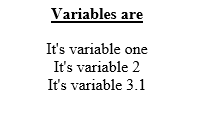 Variables are
It's variable one
It's variable 2
It's variable 3.1